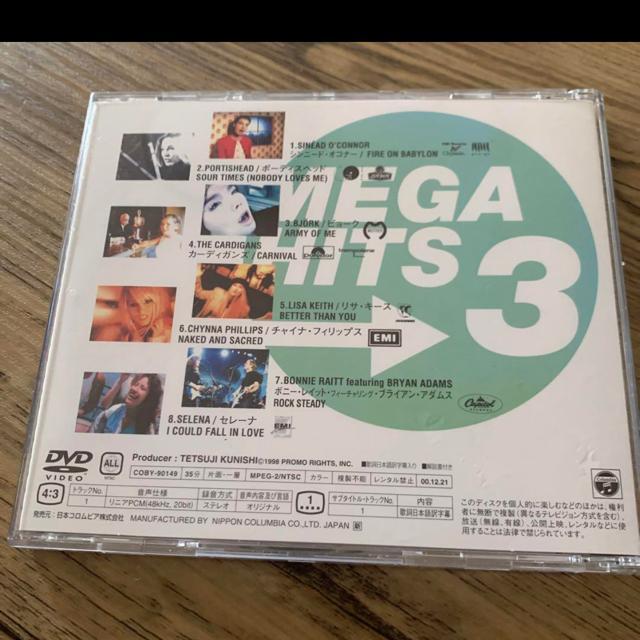 MEGA
HITS 3
1.SINEAD O'CONNOR
シンニード・オコナー / FIRE ON BABYLON
2.PORTISHEAD / ポーティスヘッド
SOUR TIMES (NOBODY LOVES ME)
3.BJÖRK / ビョーク
ARMY OF ME
4.THE CARDIGANS
カーディガンズ / CARNIVAL
5.LISA KEITH / リサ・キース
BETTER THAN YOU
6.CHYNNA PHILLIPS / チャイナ・フィリップス
NAKED AND SACRED
EMI
7.BONNIE RAITT featuring BRYAN ADAMS
ボニー・レイット・フィーチャリング・ブライアン・アダムス
ROCK STEADY
Capitol
8.SELENA / セレーナ
I COULD FALL IN LOVE
EMI
DVD
VIDEO
ALL
Producer : TETSUJI KUNISHI ©1998 PROMO RIGHTS, INC.
■歌詞日本語字幕入り ■解説書付き
COBY-90149 35分 片面・一層 MPEG-2/NTSC カラー 複製不能 レンタル禁止 00.12.21
4:3
トラックNo. 音声仕様 録音方式 音声内容及び言語 サブタイトル・トラックNo. 内容
1 リニアPCM(48kHz, 20bit) ステレオ オリジナル 1 1 歌詞日本語字幕
発売元：日本コロムビア株式会社 MANUFACTURED BY NIPPON COLUMBIA CO.,LTD. JAPAN
このディスクを個人的に楽しむなどのほかは、権利
者に無断で複製(異なるテレビジョン方式を含む)、
放送(無線、有線)、公開上映、レンタルなどに使
用することは法律で禁じられています。